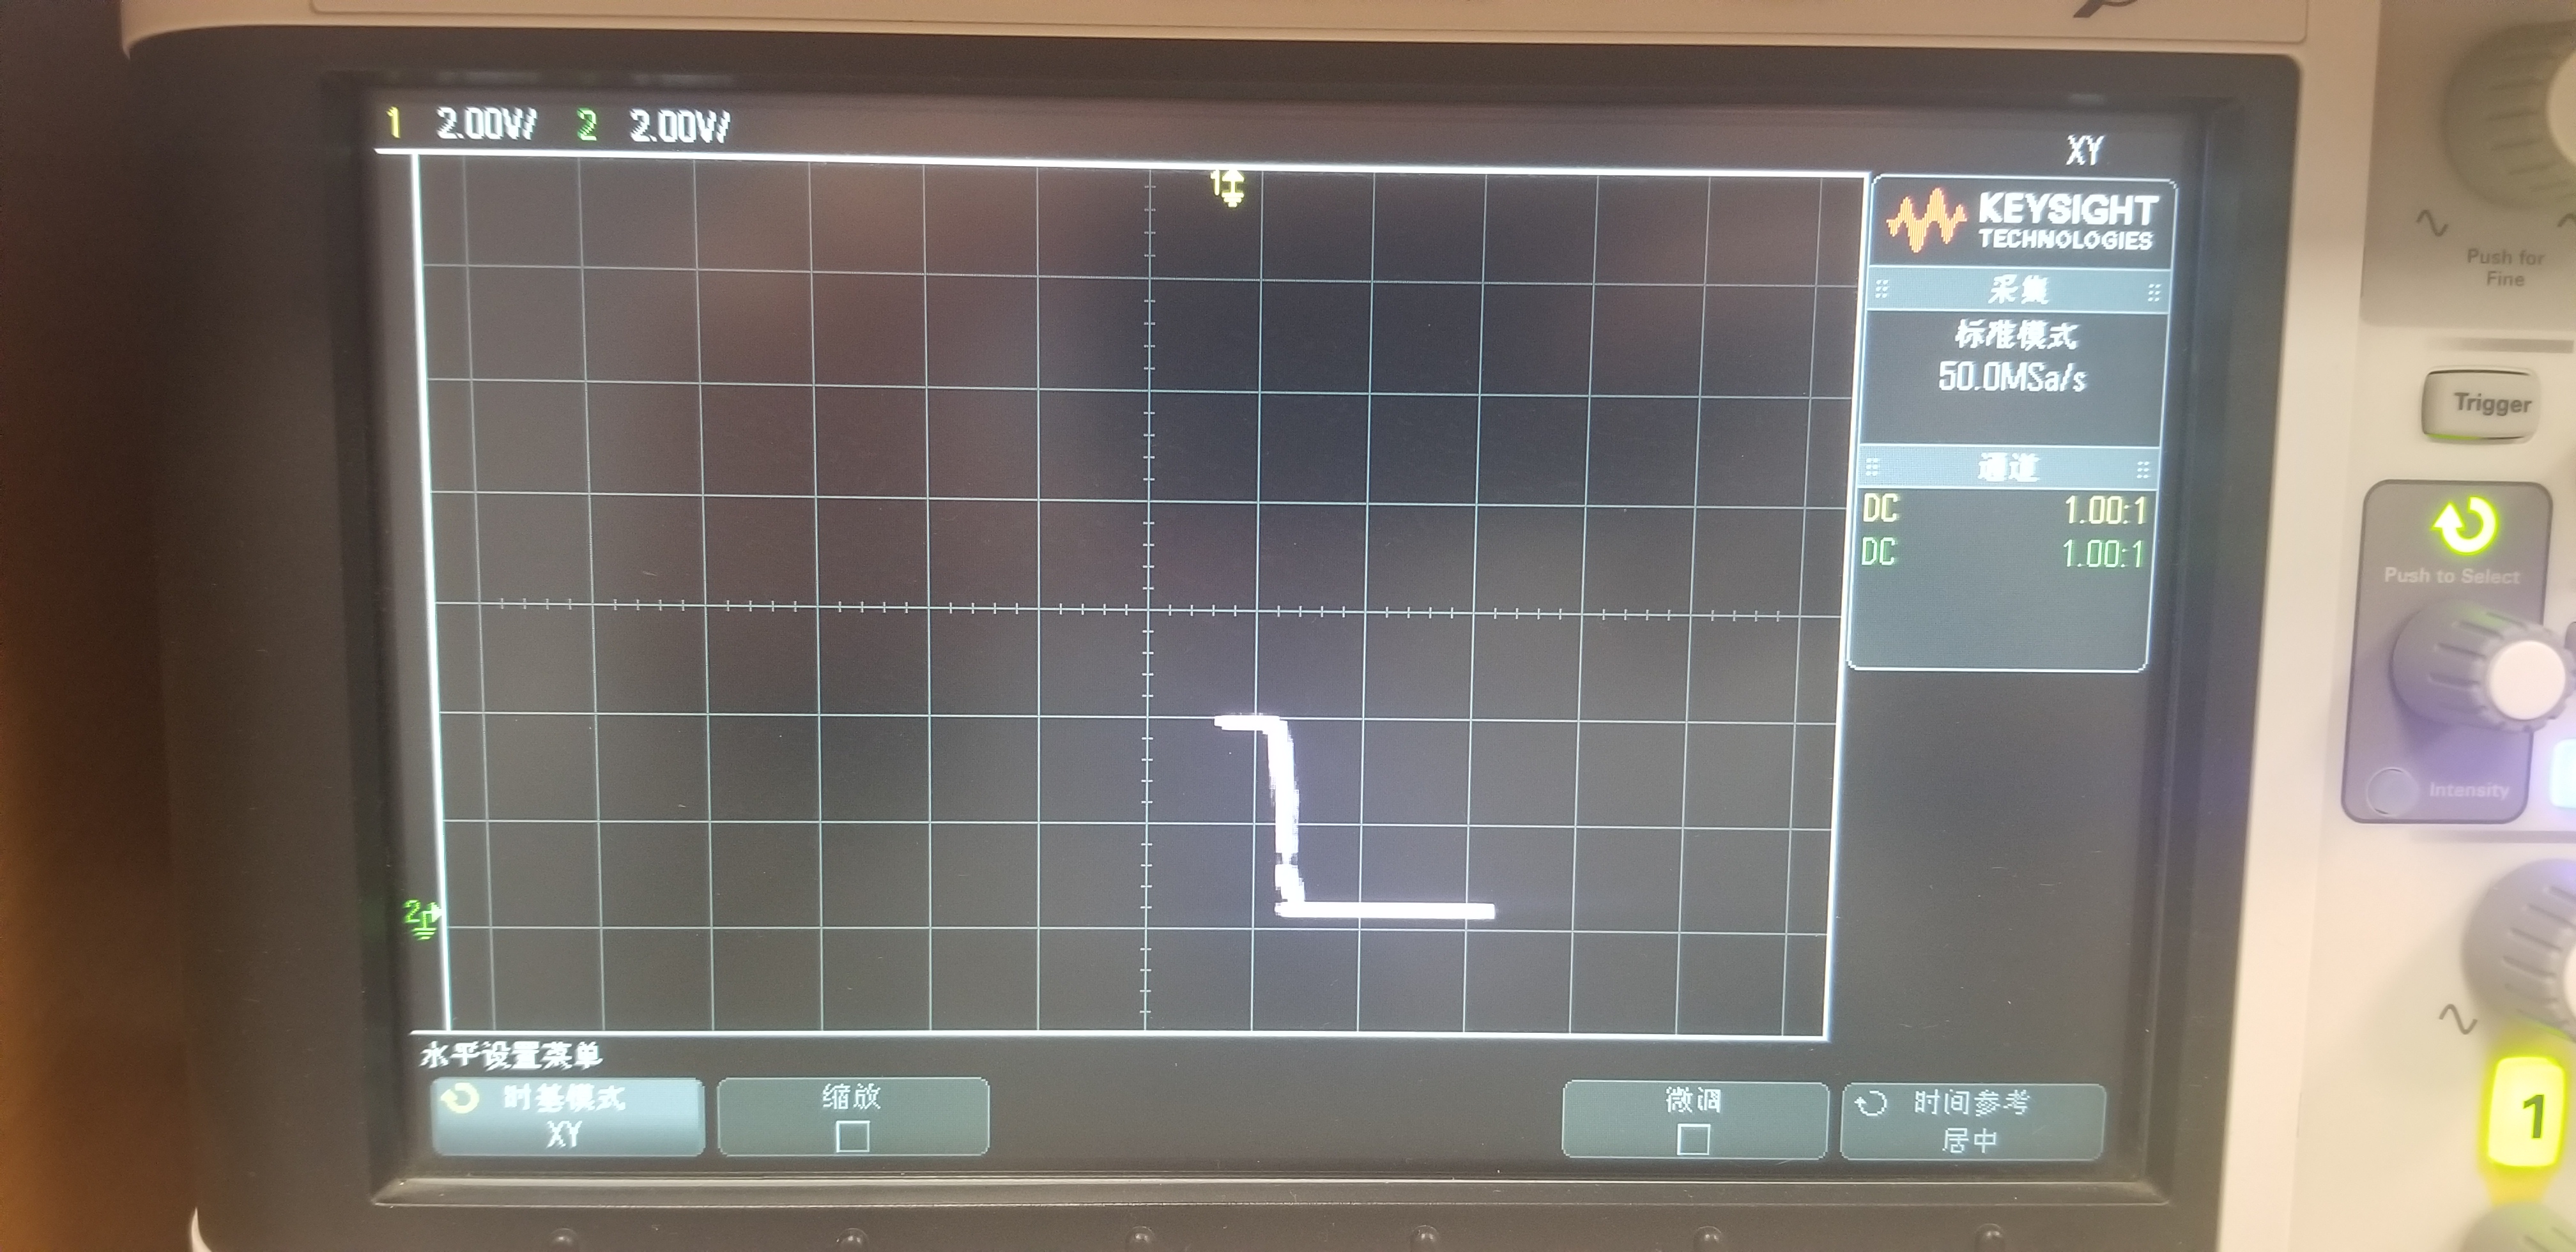 1 2.00V/ 2 2.00V/
XY
1
KEYSIGHT
TECHNOLOGIES
采集
标准模式
50.0MSa/s
通道
DC 1.00:1
DC 1.00:1
2
水平设置菜单
时基模式
XY
缩放
微调
时间参考
居中
Push for
Fine
Trigger
Push to Select
Intensity
1